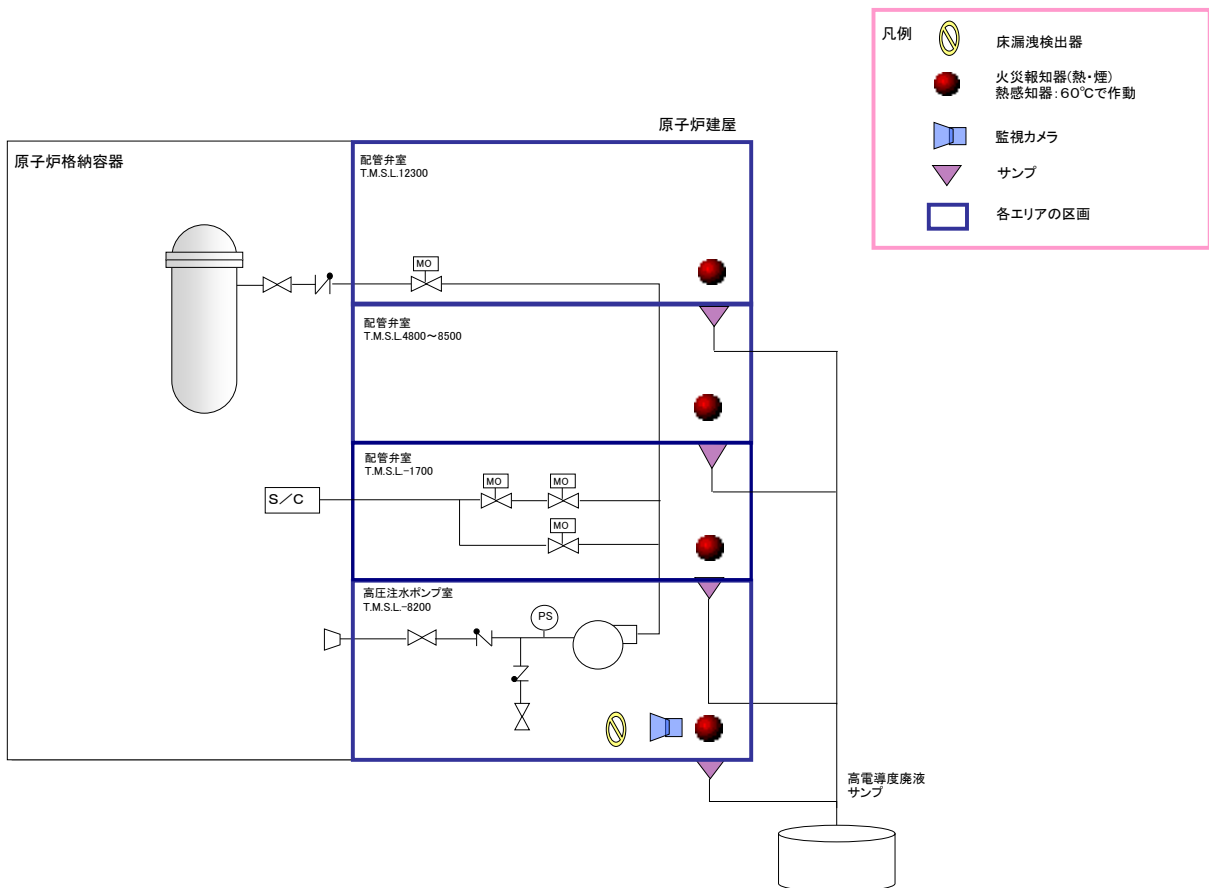 凡例
床漏洩検出器
火災報知器(熱・煙)
熱感知器:60℃で作動
監視カメラ
サンプ
各エリアの区画
原子炉建屋
原子炉格納容器
配管弁室
T.M.S.L.12300
MO
配管弁室
T.M.S.L.4800~8500
配管弁室
T.M.S.L.-1700
MO
MO
S/C
MO
高圧注水ポンプ室
T.M.S.L.-8200
PS
高電導度廃液
サンプ